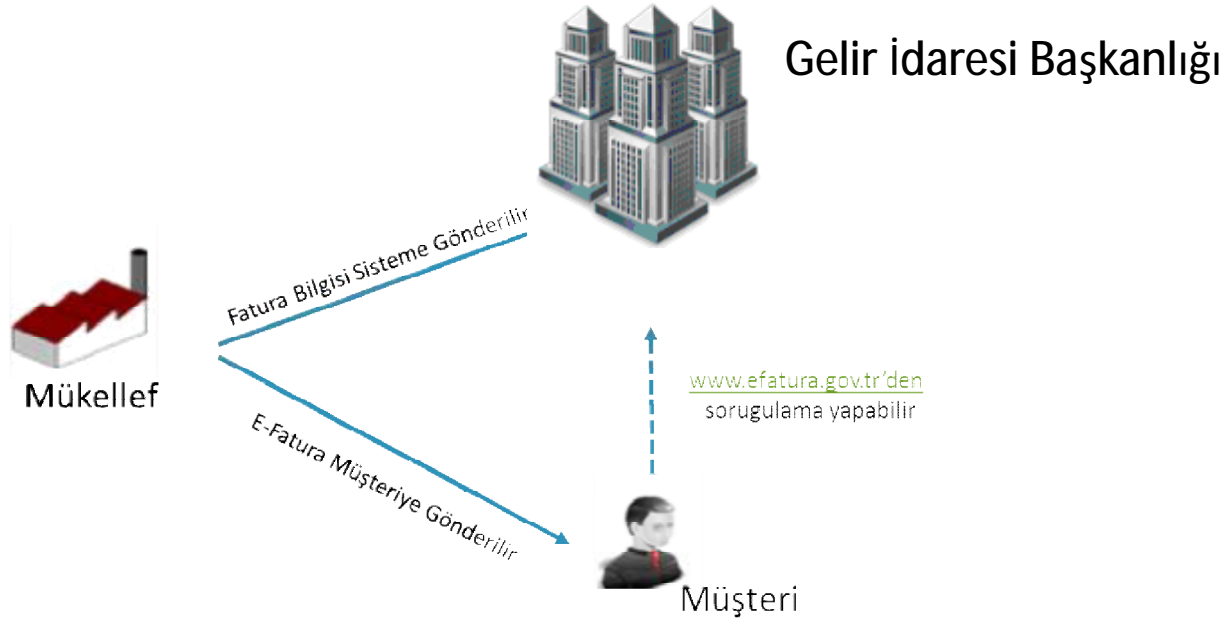 Gelir İdaresi Başkanlığı
Fatura Bilgisi Sisteme Gönderilir
Mükellef
www.efatura.gov.tr'den
sorugulama yapabilir
E-Fatura Müşteriye Gönderilir
Müşteri